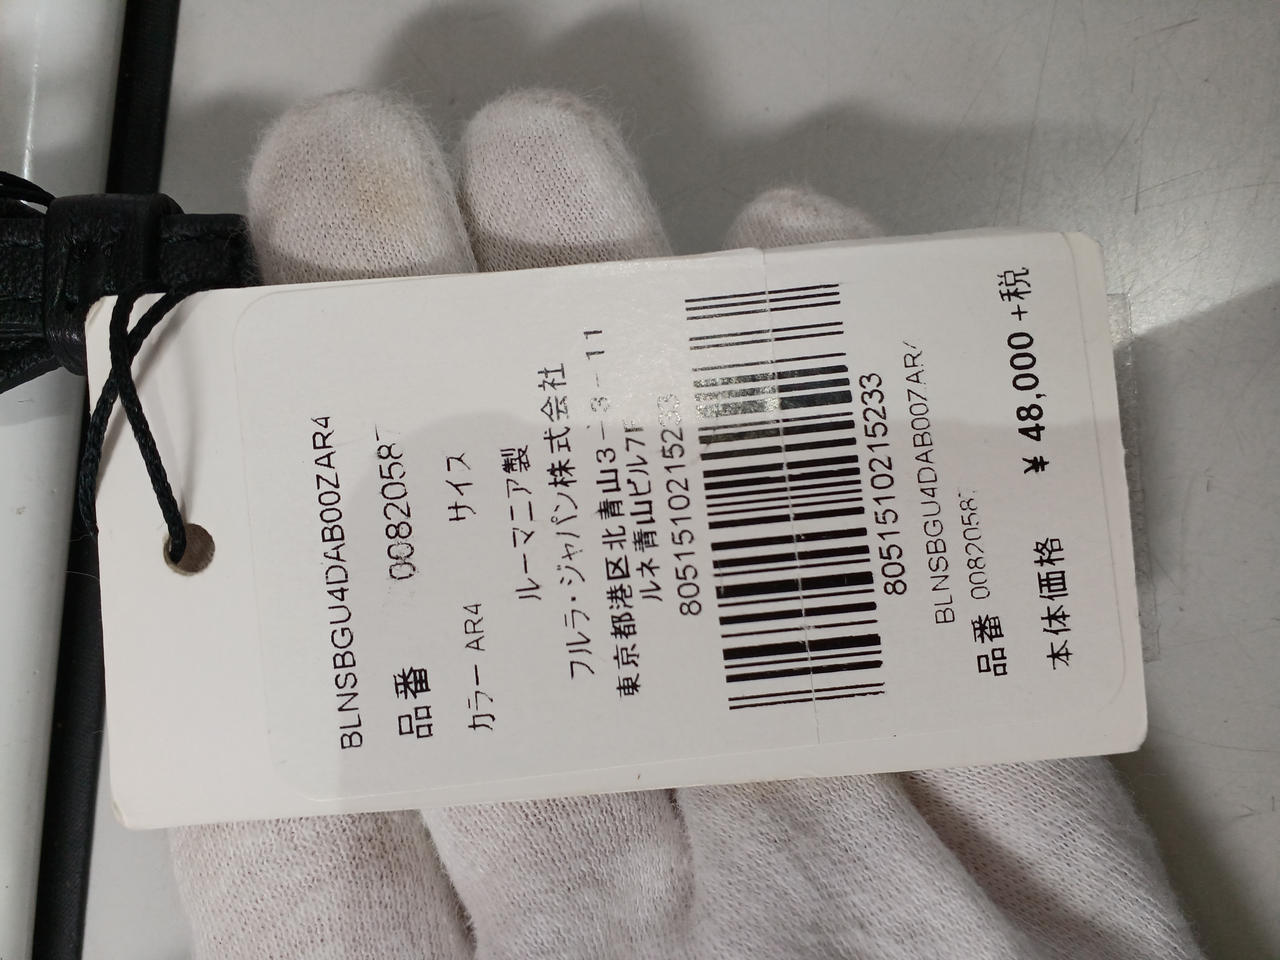 BLNSBGU4DAB00ZAR4
品番 0082058
カラー AR4 サイズ
ルーマニア製
フルラ・ジャパン株式会社
東京都港区北青山3-3-11
ルネ青山ビル7F
8051510215233
8051510215233
BLNSBGU4DAB00ZAR
品番 0082058
本体価格 ¥ 48,000 +税